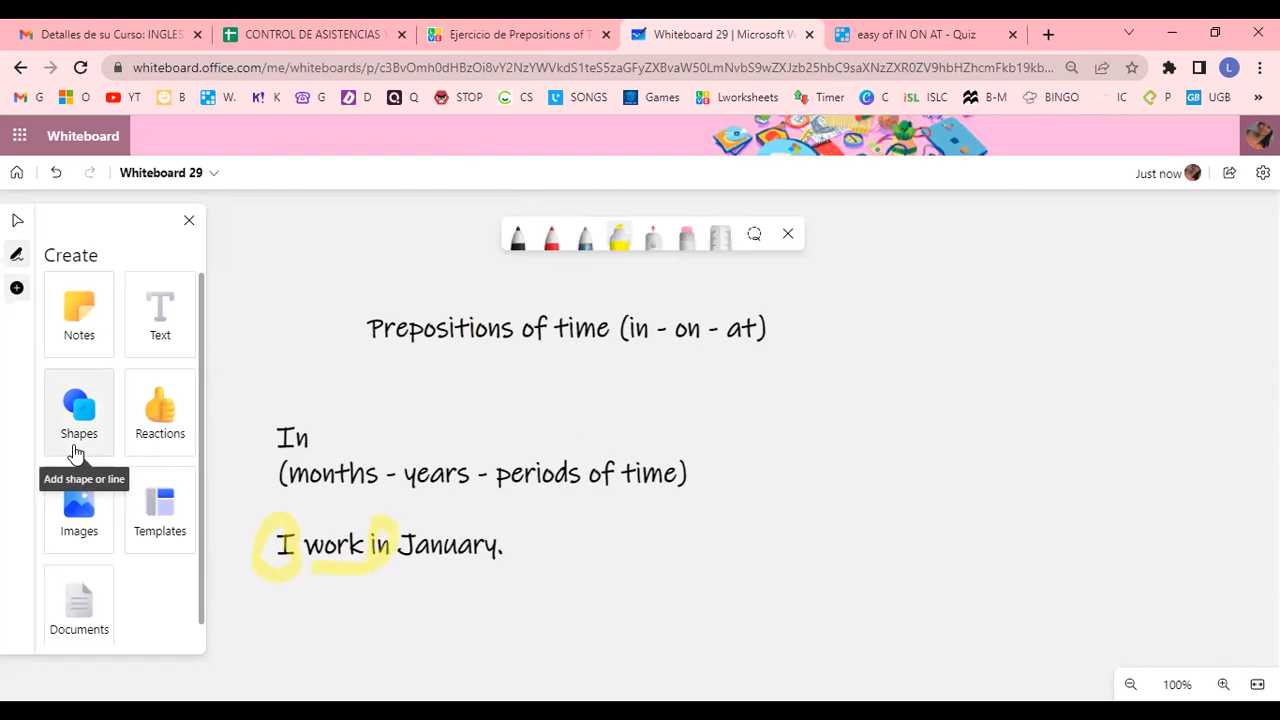 Detalles de su Curso: INGLES
CONTROL DE ASISTENCIAS Y
Ejercicio de Prepositions of T
Whiteboard 29 | Microsoft W
easy of IN ON AT - Quiz
whiteboard.office.com/me/whiteboards/p/c3BvOmh0dHBzOi8vY2NzYWVkdS1teS5zaGFyZXBvaW50LmNvbS9wZXJzb25hbC9saXNzZXR0ZV9hbHZhcmFkb19kb...
G
O
YT
B
W.
K!
K
G
D
Q
STOP
CS
SONGS
Games
Lworksheets
Timer
C
ISLC
B-M
BINGO
IC
P
UGB
»
Whiteboard
Whiteboard 29
Just now
Create
Notes
Text
Shapes
Reactions
Add shape or line
Images
Templates
Documents
Prepositions of time (in - on - at)
In
(months - years - periods of time)
I work in January.
100%